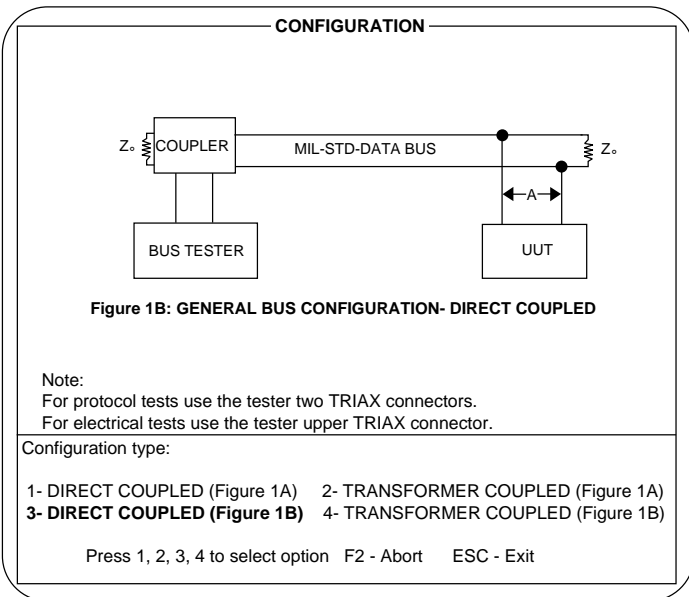 CONFIGURATION
Zo COUPLER MIL-STD-DATA BUS Zo
A
BUS TESTER UUT
Figure 1B: GENERAL BUS CONFIGURATION- DIRECT COUPLED
Note:
For protocol tests use the tester two TRIAX connectors.
For electrical tests use the tester upper TRIAX connector.
Configuration type:
1- DIRECT COUPLED (Figure 1A) 2- TRANSFORMER COUPLED (Figure 1A)
3- DIRECT COUPLED (Figure 1B) 4- TRANSFORMER COUPLED (Figure 1B)
Press 1, 2, 3, 4 to select option F2 - Abort ESC - Exit